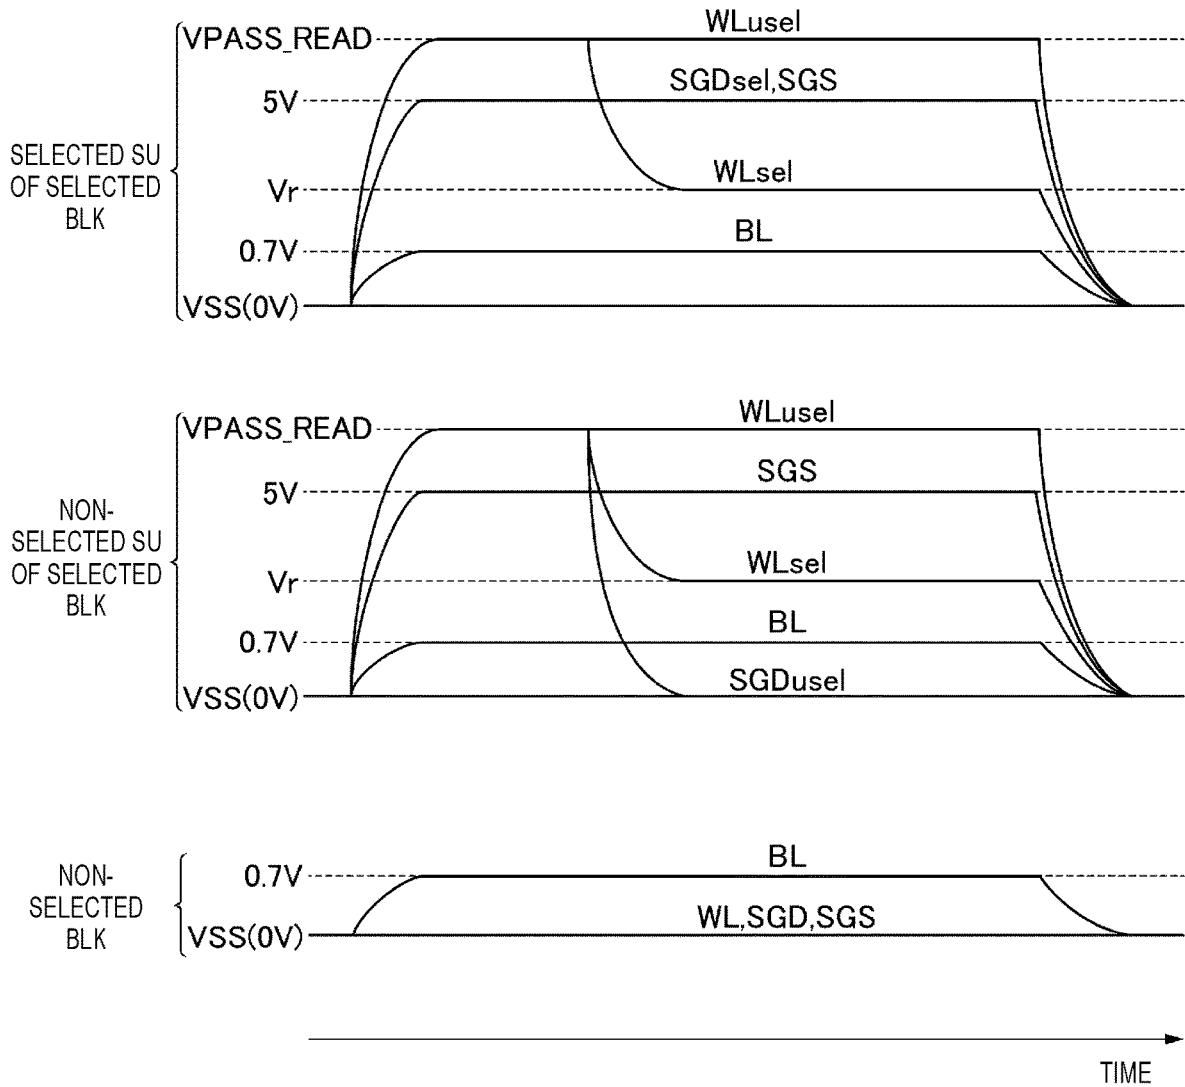 WLusel
VPASS_READ
SGDsel,SGS
5V
SELECTED SU
OF SELECTED
BLK
WLsel
Vr
BL
0.7V
VSS(0V)
WLusel
VPASS_READ
SGS
5V
NON-
SELECTED SU
OF SELECTED
BLK
WLsel
Vr
BL
0.7V
SGDusel
VSS(0V)
BL
0.7V
NON-
SELECTED
BLK
WL,SGD,SGS
VSS(0V)
TIME